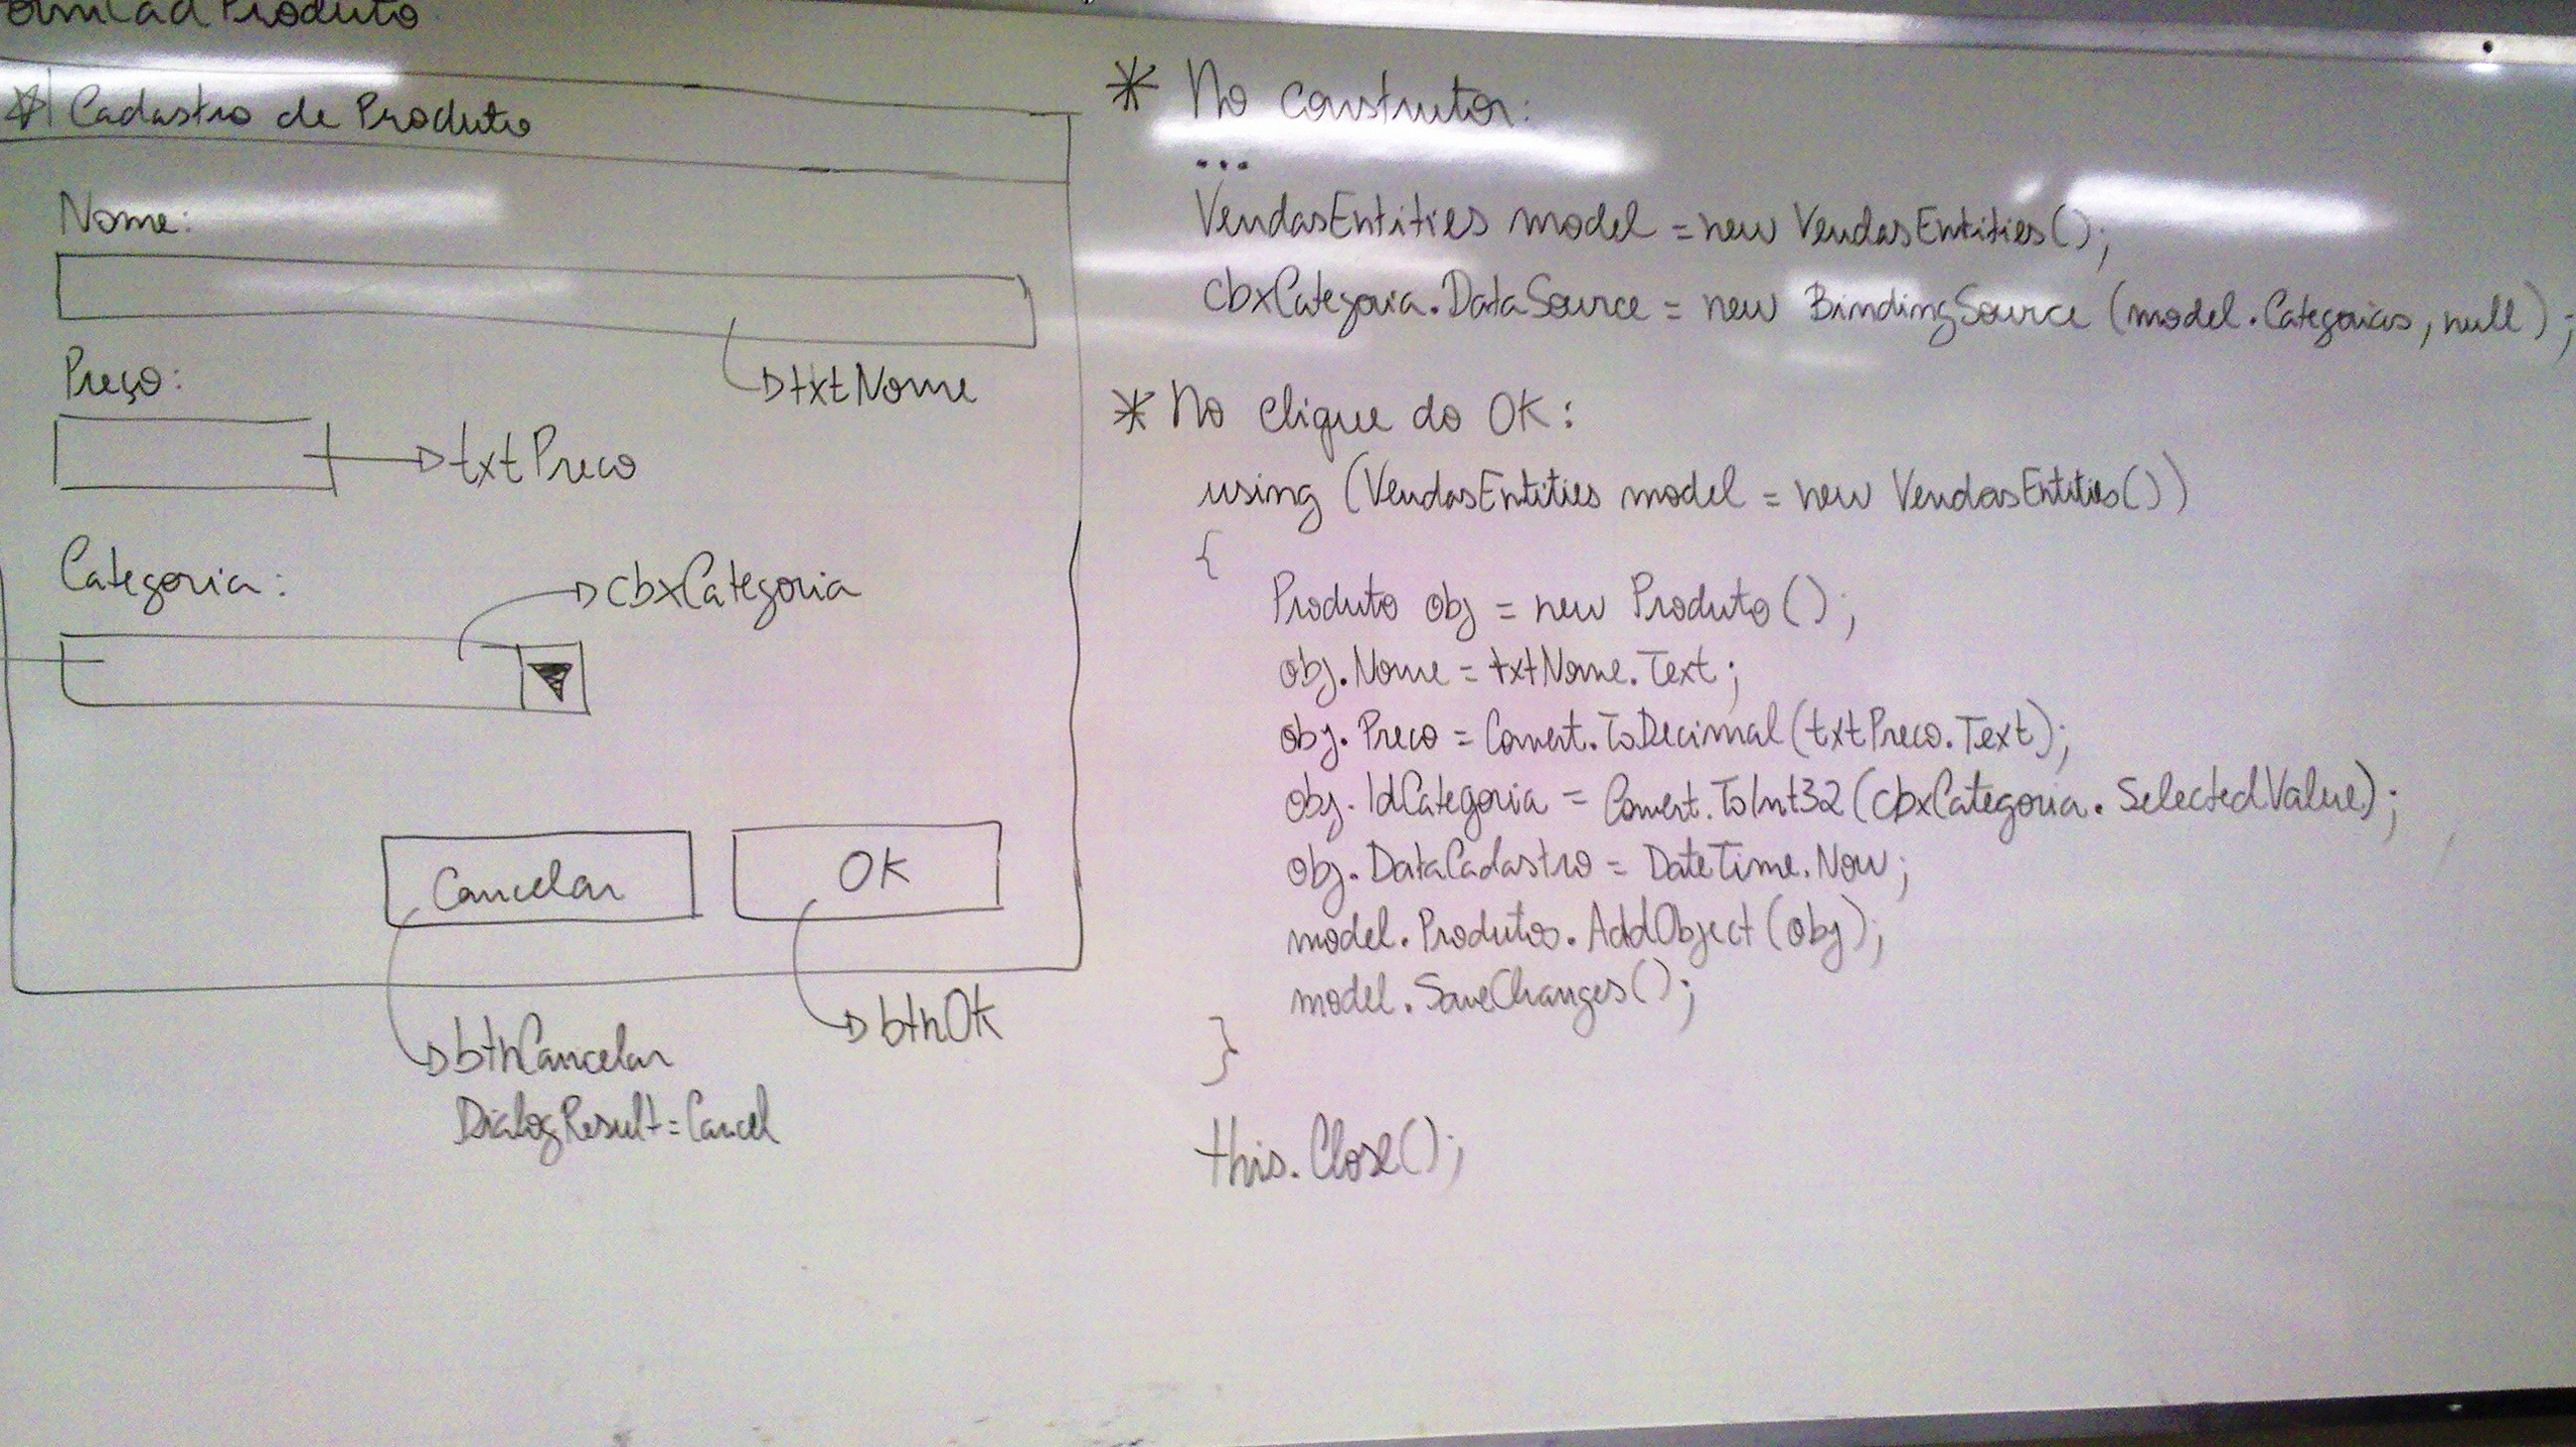 Produto
Cadastro de Produto
Nome:
txtNome
Preço:
txtPreco
Categoria:
cbxCategoria
Cancelar
OK
btnCancelar
DialogResult=Cancel
btnOk
* No construtor:
...
VendasEntities model = new VendasEntities();
cbxCategoria.DataSource = new BindingSource (model.Categorias, null);
* No clique do OK:
using (VendasEntities model = new VendasEntities())
{
Produto obj = new Produto();
obj.Nome = txtNome.Text;
obj.Preco = Convert.ToDecimal(txtPreco.Text);
obj.IdCategoria = Convert.ToInt32(cbxCategoria.SelectedValue);
obj.DataCadastro = DateTime.Now;
model.Produtos.AddObject(obj);
model.SaveChanges();
}
this.Close();